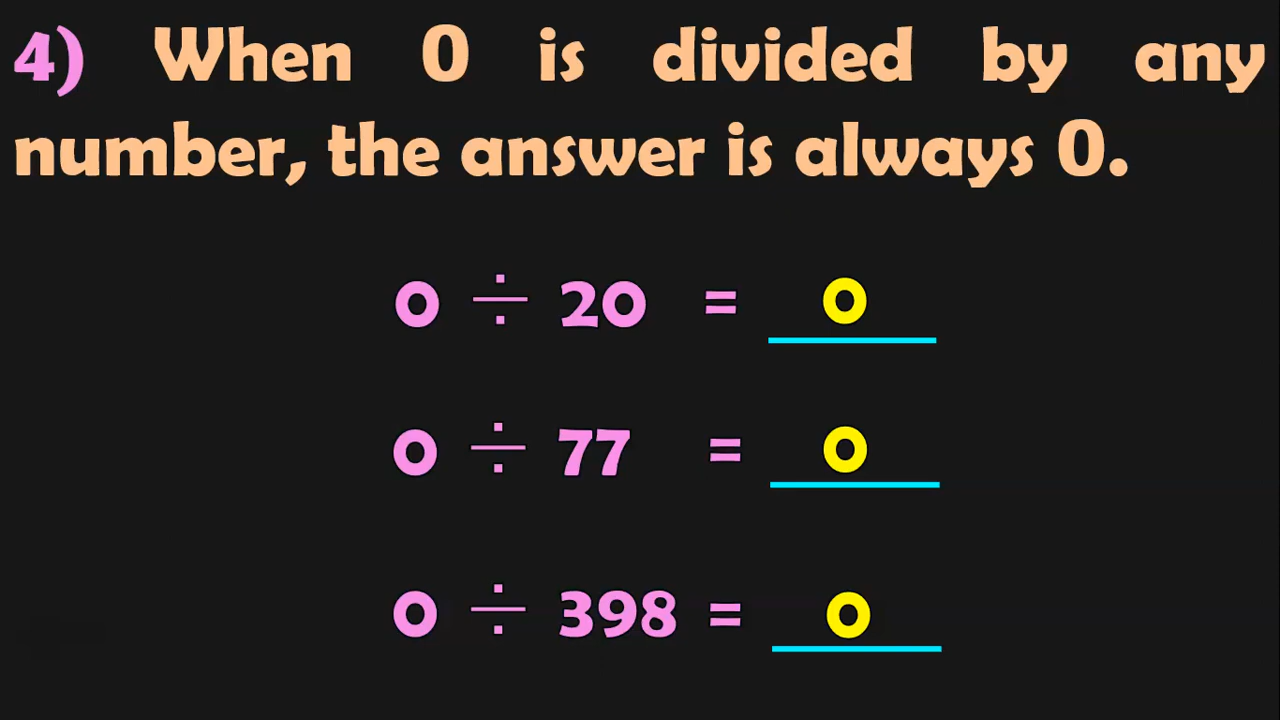 4) When 0 is divided by any
number, the answer is always 0.
0 ÷ 20 = 0
0 ÷ 77 = 0
0 ÷ 398 = 0